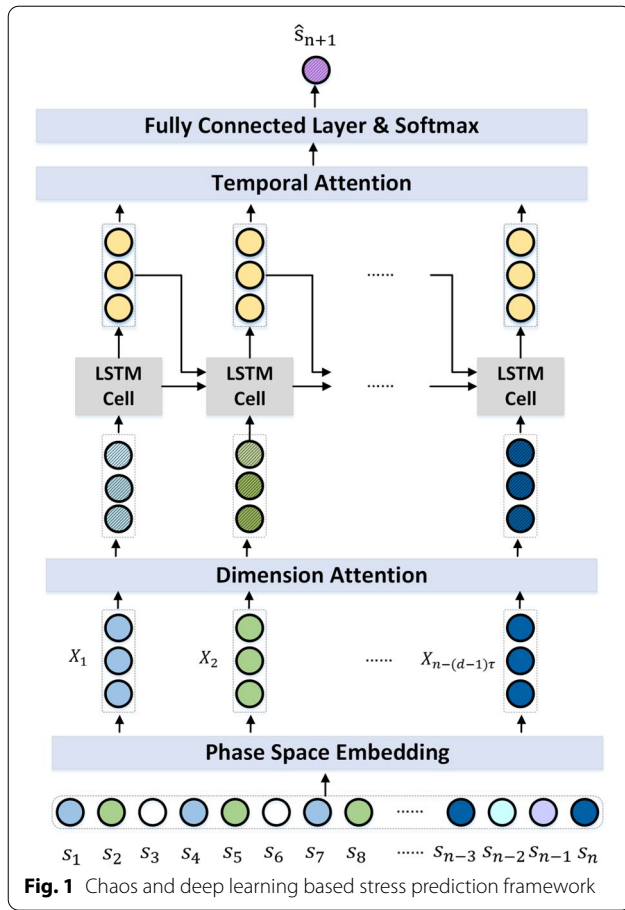 ŝₙ₊₁
Fully Connected Layer & Softmax
Temporal Attention
......
LSTM Cell LSTM Cell ...... LSTM Cell
Dimension Attention
X₁ X₂ ...... Xₙ₋₍d₋₁₎τ
Phase Space Embedding
......
s₁ s₂ s₃ s₄ s₅ s₆ s₇ s₈ ...... sₙ₋₃ sₙ₋₂ sₙ₋₁ sₙ
Fig. 1 Chaos and deep learning based stress prediction framework